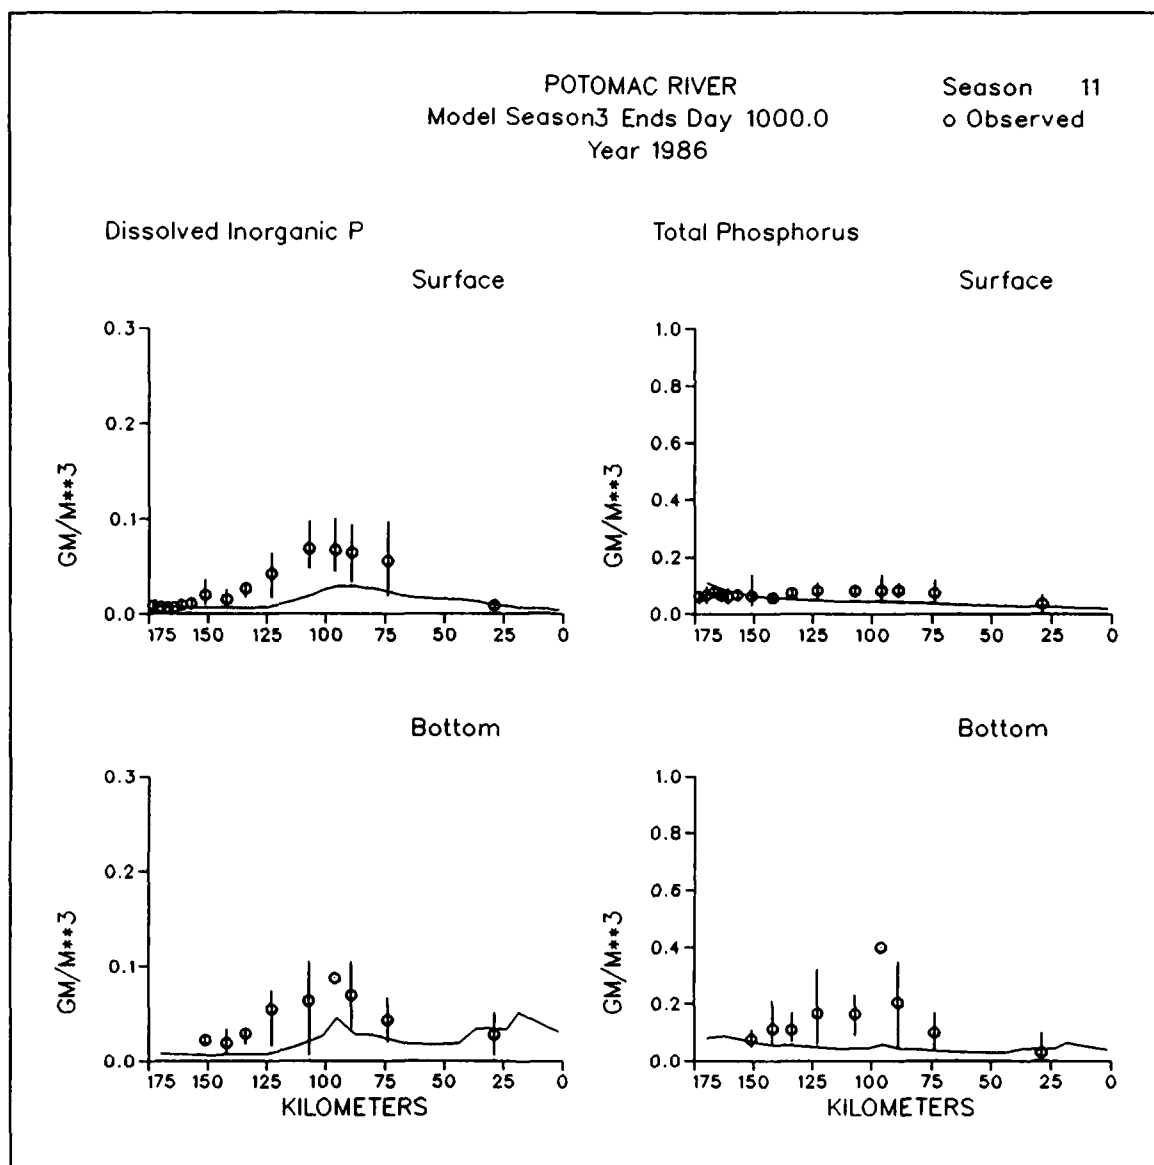 POTOMAC RIVER
Season 11
Model Season3 Ends Day 1000.0
o Observed
Year 1986
Dissolved Inorganic P
Total Phosphorus
Surface
Surface
0.3
0.2
0.1
0.0
GM/M**3
175 150 125 100 75 50 25 0
1.0
0.8
0.6
0.4
0.2
0.0
GM/M**3
175 150 125 100 75 50 25 0
Bottom
Bottom
0.3
0.2
0.1
0.0
GM/M**3
175 150 125 100 75 50 25 0
KILOMETERS
1.0
0.8
0.6
0.4
0.2
0.0
GM/M**3
175 150 125 100 75 50 25 0
KILOMETERS